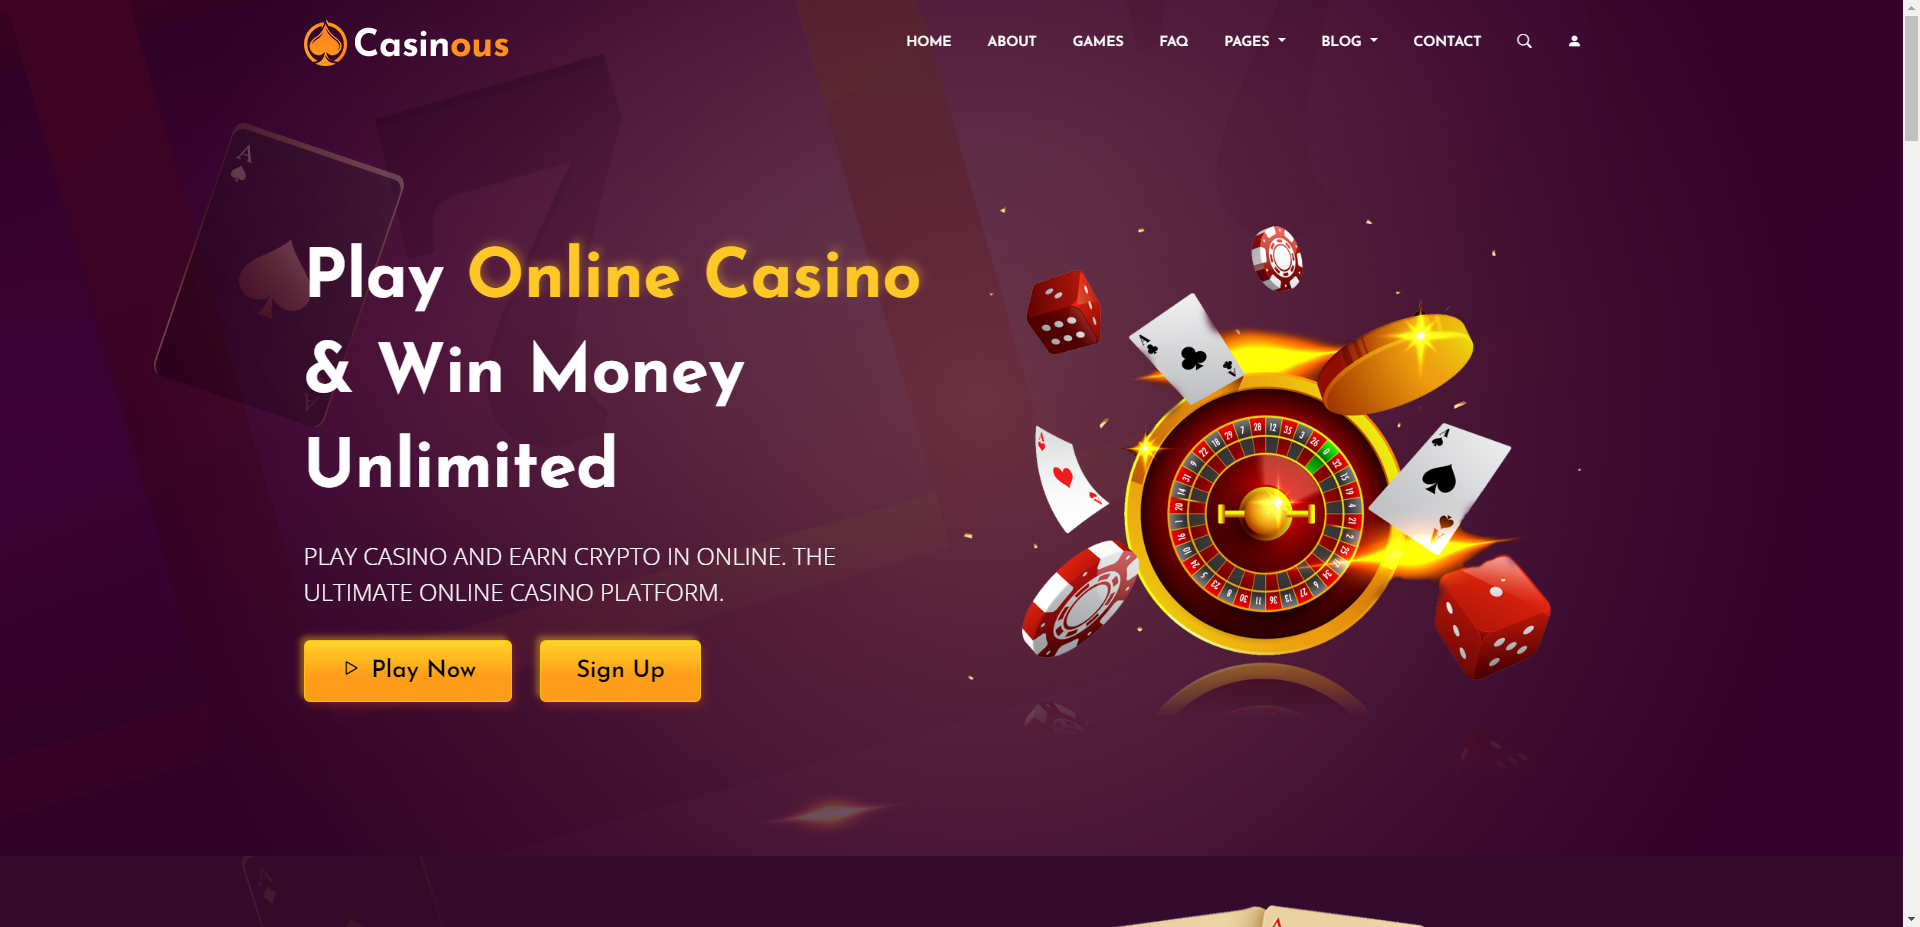 Casinous
HOME ABOUT GAMES FAQ PAGES BLOG CONTACT
Play Online Casino
& Win Money
Unlimited
PLAY CASINO AND EARN CRYPTO IN ONLINE. THE
ULTIMATE ONLINE CASINO PLATFORM.
Play Now Sign Up